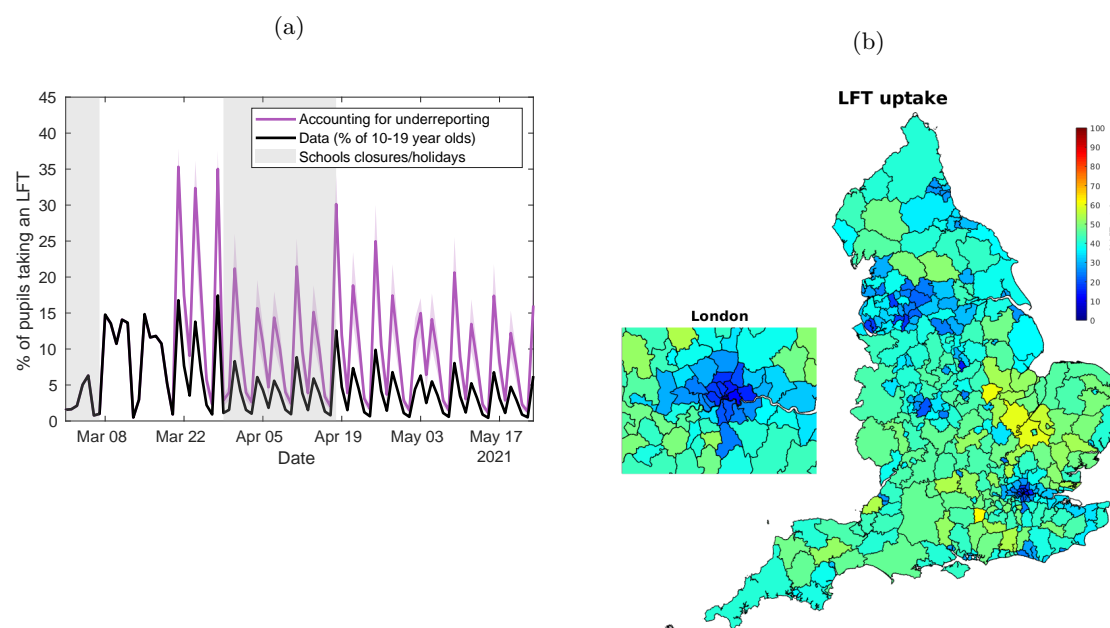 (a)
% of pupils taking an LFT
45
40
35
30
25
20
15
10
5
0
Accounting for underreporting
Data (% of 10-19 year olds)
Schools closures/holidays
Mar 08
Mar 22
Apr 05
Apr 19
May 03
May 17
Date
2021
(b)
LFT uptake
100
90
80
70
60
50
40
30
20
10
0
London